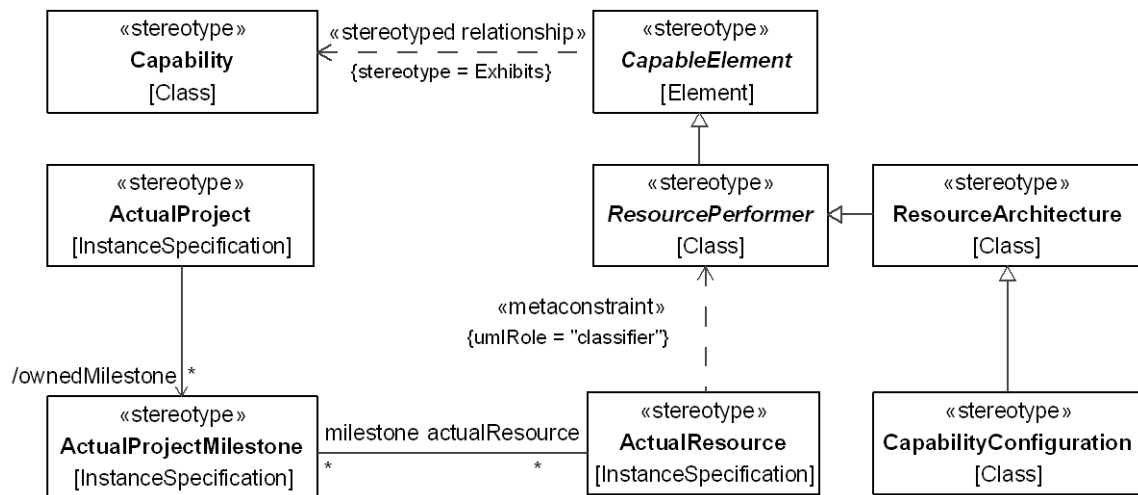 «stereotype»
Capability
[Class]
«stereotyped relationship»
{stereotype = Exhibits}
«stereotype»
CapableElement
[Element]
«stereotype»
ActualProject
[InstanceSpecification]
«stereotype»
ResourcePerformer
[Class]
«stereotype»
ResourceArchitecture
[Class]
«metaconstraint»
{umlRole = "classifier"}
/ownedMilestone *
«stereotype»
ActualProjectMilestone
[InstanceSpecification]
milestone actualResource
* *
«stereotype»
ActualResource
[InstanceSpecification]
«stereotype»
CapabilityConfiguration
[Class]